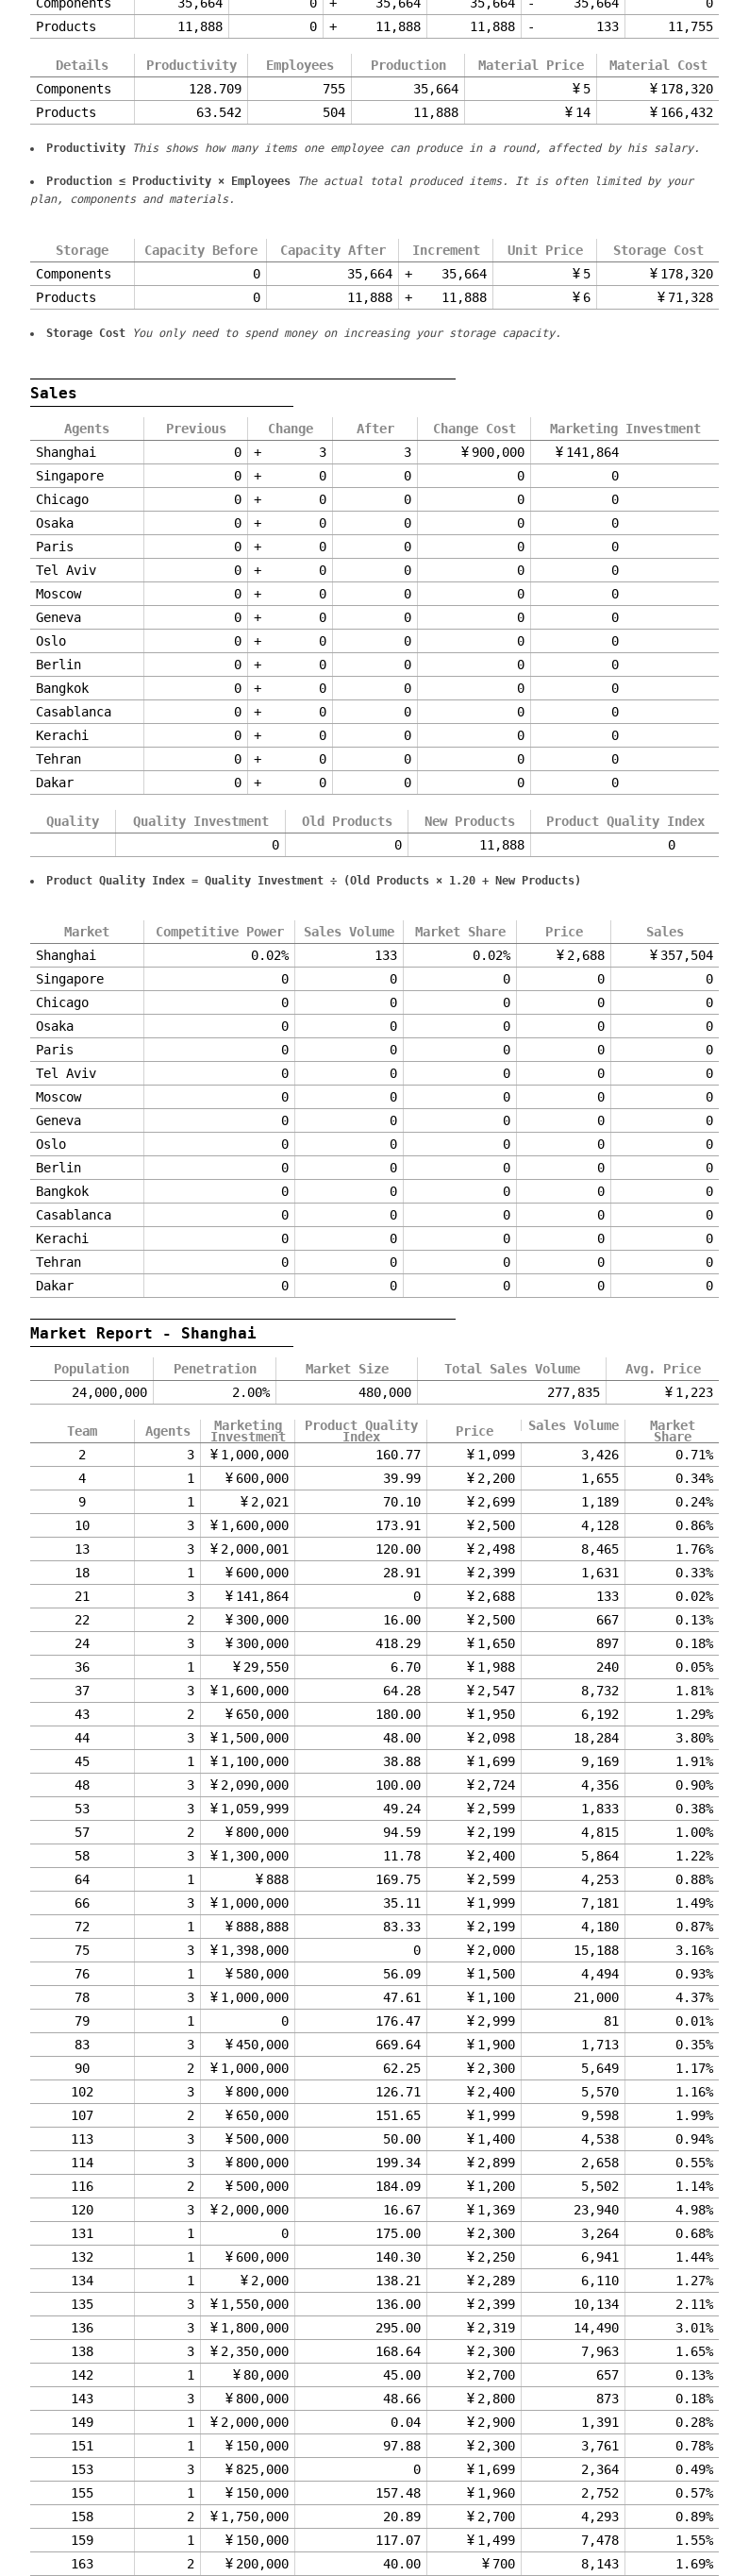 Components 35,664 0 + 35,664 35,664 - 35,664 0
Products 11,888 0 + 11,888 11,888 - 133 11,755
Details Productivity Employees Production Material Price Material Cost
Components 128.709 755 35,664 ¥5 ¥178,320
Products 63.542 504 11,888 ¥14 ¥166,432
• Productivity This shows how many items one employee can produce in a round, affected by his salary.
• Production ≤ Productivity × Employees The actual total produced items. It is often limited by your
plan, components and materials.
Storage Capacity Before Capacity After Increment Unit Price Storage Cost
Components 0 35,664 + 35,664 ¥5 ¥178,320
Products 0 11,888 + 11,888 ¥6 ¥71,328
• Storage Cost You only need to spend money on increasing your storage capacity.
Sales
Agents Previous Change After Change Cost Marketing Investment
Shanghai 0 + 3 3 ¥900,000 ¥141,864
Singapore 0 + 0 0 0 0
Chicago 0 + 0 0 0 0
Osaka 0 + 0 0 0 0
Paris 0 + 0 0 0 0
Tel Aviv 0 + 0 0 0 0
Moscow 0 + 0 0 0 0
Geneva 0 + 0 0 0 0
Oslo 0 + 0 0 0 0
Berlin 0 + 0 0 0 0
Bangkok 0 + 0 0 0 0
Casablanca 0 + 0 0 0 0
Kerachi 0 + 0 0 0 0
Tehran 0 + 0 0 0 0
Dakar 0 + 0 0 0 0
Quality Quality Investment Old Products New Products Product Quality Index
0 0 11,888 0
• Product Quality Index = Quality Investment ÷ (Old Products × 1.20 + New Products)
Market Competitive Power Sales Volume Market Share Price Sales
Shanghai 0.02% 133 0.02% ¥2,688 ¥357,504
Singapore 0 0 0 0 0
Chicago 0 0 0 0 0
Osaka 0 0 0 0 0
Paris 0 0 0 0 0
Tel Aviv 0 0 0 0 0
Moscow 0 0 0 0 0
Geneva 0 0 0 0 0
Oslo 0 0 0 0 0
Berlin 0 0 0 0 0
Bangkok 0 0 0 0 0
Casablanca 0 0 0 0 0
Kerachi 0 0 0 0 0
Tehran 0 0 0 0 0
Dakar 0 0 0 0 0
Market Report - Shanghai
Population Penetration Market Size Total Sales Volume Avg. Price
24,000,000 2.00% 480,000 277,835 ¥1,223
Team Agents Marketing Investment Product Quality Index Price Sales Volume Market Share
2 3 ¥1,000,000 160.77 ¥1,099 3,426 0.71%
4 1 ¥600,000 39.99 ¥2,200 1,655 0.34%
9 1 ¥2,021 70.10 ¥2,699 1,189 0.24%
10 3 ¥1,600,000 173.91 ¥2,500 4,128 0.86%
13 3 ¥2,000,001 120.00 ¥2,498 8,465 1.76%
18 1 ¥600,000 28.91 ¥2,399 1,631 0.33%
21 3 ¥141,864 0 ¥2,688 133 0.02%
22 2 ¥300,000 16.00 ¥2,500 667 0.13%
24 3 ¥300,000 418.29 ¥1,650 897 0.18%
36 1 ¥29,550 6.70 ¥1,988 240 0.05%
37 3 ¥1,600,000 64.28 ¥2,547 8,732 1.81%
43 2 ¥650,000 180.00 ¥1,950 6,192 1.29%
44 3 ¥1,500,000 48.00 ¥2,098 18,284 3.80%
45 1 ¥1,100,000 38.88 ¥1,699 9,169 1.91%
48 3 ¥2,090,000 100.00 ¥2,724 4,356 0.90%
53 3 ¥1,059,999 49.24 ¥2,599 1,833 0.38%
57 2 ¥800,000 94.59 ¥2,199 4,815 1.00%
58 3 ¥1,300,000 11.78 ¥2,400 5,864 1.22%
64 1 ¥888 169.75 ¥2,599 4,253 0.88%
66 3 ¥1,000,000 35.11 ¥1,999 7,181 1.49%
72 1 ¥888,888 83.33 ¥2,199 4,180 0.87%
75 3 ¥1,398,000 0 ¥2,000 15,188 3.16%
76 1 ¥580,000 56.09 ¥1,500 4,494 0.93%
78 3 ¥1,000,000 47.61 ¥1,100 21,000 4.37%
79 1 0 176.47 ¥2,999 81 0.01%
83 3 ¥450,000 669.64 ¥1,900 1,713 0.35%
90 2 ¥1,000,000 62.25 ¥2,300 5,649 1.17%
102 3 ¥800,000 126.71 ¥2,400 5,570 1.16%
107 2 ¥650,000 151.65 ¥1,999 9,598 1.99%
113 3 ¥500,000 50.00 ¥1,400 4,538 0.94%
114 3 ¥800,000 199.34 ¥2,899 2,658 0.55%
116 2 ¥500,000 184.09 ¥1,200 5,502 1.14%
120 3 ¥2,000,000 16.67 ¥1,369 23,940 4.98%
131 1 0 175.00 ¥2,300 3,264 0.68%
132 1 ¥600,000 140.30 ¥2,250 6,941 1.44%
134 1 ¥2,000 138.21 ¥2,289 6,110 1.27%
135 3 ¥1,550,000 136.00 ¥2,399 10,134 2.11%
136 3 ¥1,800,000 295.00 ¥2,319 14,490 3.01%
138 3 ¥2,350,000 168.64 ¥2,300 7,963 1.65%
142 1 ¥80,000 45.00 ¥2,700 657 0.13%
143 3 ¥800,000 48.66 ¥2,800 873 0.18%
149 1 ¥2,000,000 0.04 ¥2,900 1,391 0.28%
151 1 ¥150,000 97.88 ¥2,300 3,761 0.78%
153 3 ¥825,000 0 ¥1,699 2,364 0.49%
155 1 ¥150,000 157.48 ¥1,960 2,752 0.57%
158 2 ¥1,750,000 20.89 ¥2,700 4,293 0.89%
159 1 ¥150,000 117.07 ¥1,499 7,478 1.55%
163 2 ¥200,000 40.00 ¥700 8,143 1.69%